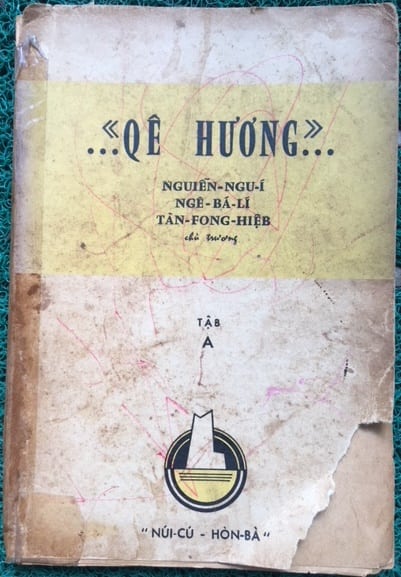 ...«QÊ HƯƠNG»...
NGUIỄN-NGU-Í
NGÊ-BÁ-LÍ
TÂN-FONG-HIỆB
chủ trương
TẬB
A
"NÚI-CÚ - HÒN-BÀ"